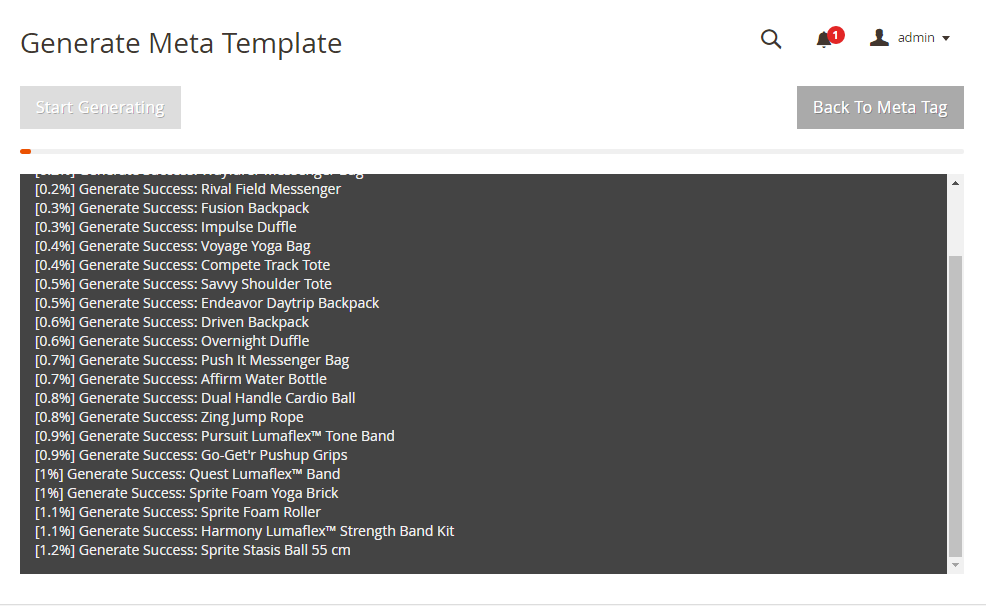 Generate Meta Template
1
admin
Start Generating
Back To Meta Tag
[0.2%] Generate Success: Rival Field Messenger
[0.3%] Generate Success: Fusion Backpack
[0.3%] Generate Success: Impulse Duffle
[0.4%] Generate Success: Voyage Yoga Bag
[0.4%] Generate Success: Compete Track Tote
[0.5%] Generate Success: Savvy Shoulder Tote
[0.5%] Generate Success: Endeavor Daytrip Backpack
[0.6%] Generate Success: Driven Backpack
[0.6%] Generate Success: Overnight Duffle
[0.7%] Generate Success: Push It Messenger Bag
[0.7%] Generate Success: Affirm Water Bottle
[0.8%] Generate Success: Dual Handle Cardio Ball
[0.8%] Generate Success: Zing Jump Rope
[0.9%] Generate Success: Pursuit Lumaflex™ Tone Band
[0.9%] Generate Success: Go-Get'r Pushup Grips
[1%] Generate Success: Quest Lumaflex™ Band
[1%] Generate Success: Sprite Foam Yoga Brick
[1.1%] Generate Success: Sprite Foam Roller
[1.1%] Generate Success: Harmony Lumaflex™ Strength Band Kit
[1.2%] Generate Success: Sprite Stasis Ball 55 cm